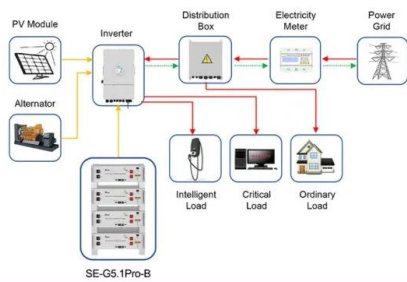 PV Module
Inverter
Distribution
Box
Electricity
Meter
Power
Grid
Alternator
Intelligent
Load
Critical
Load
Ordinary
Load
SE-G5.1Pro-B